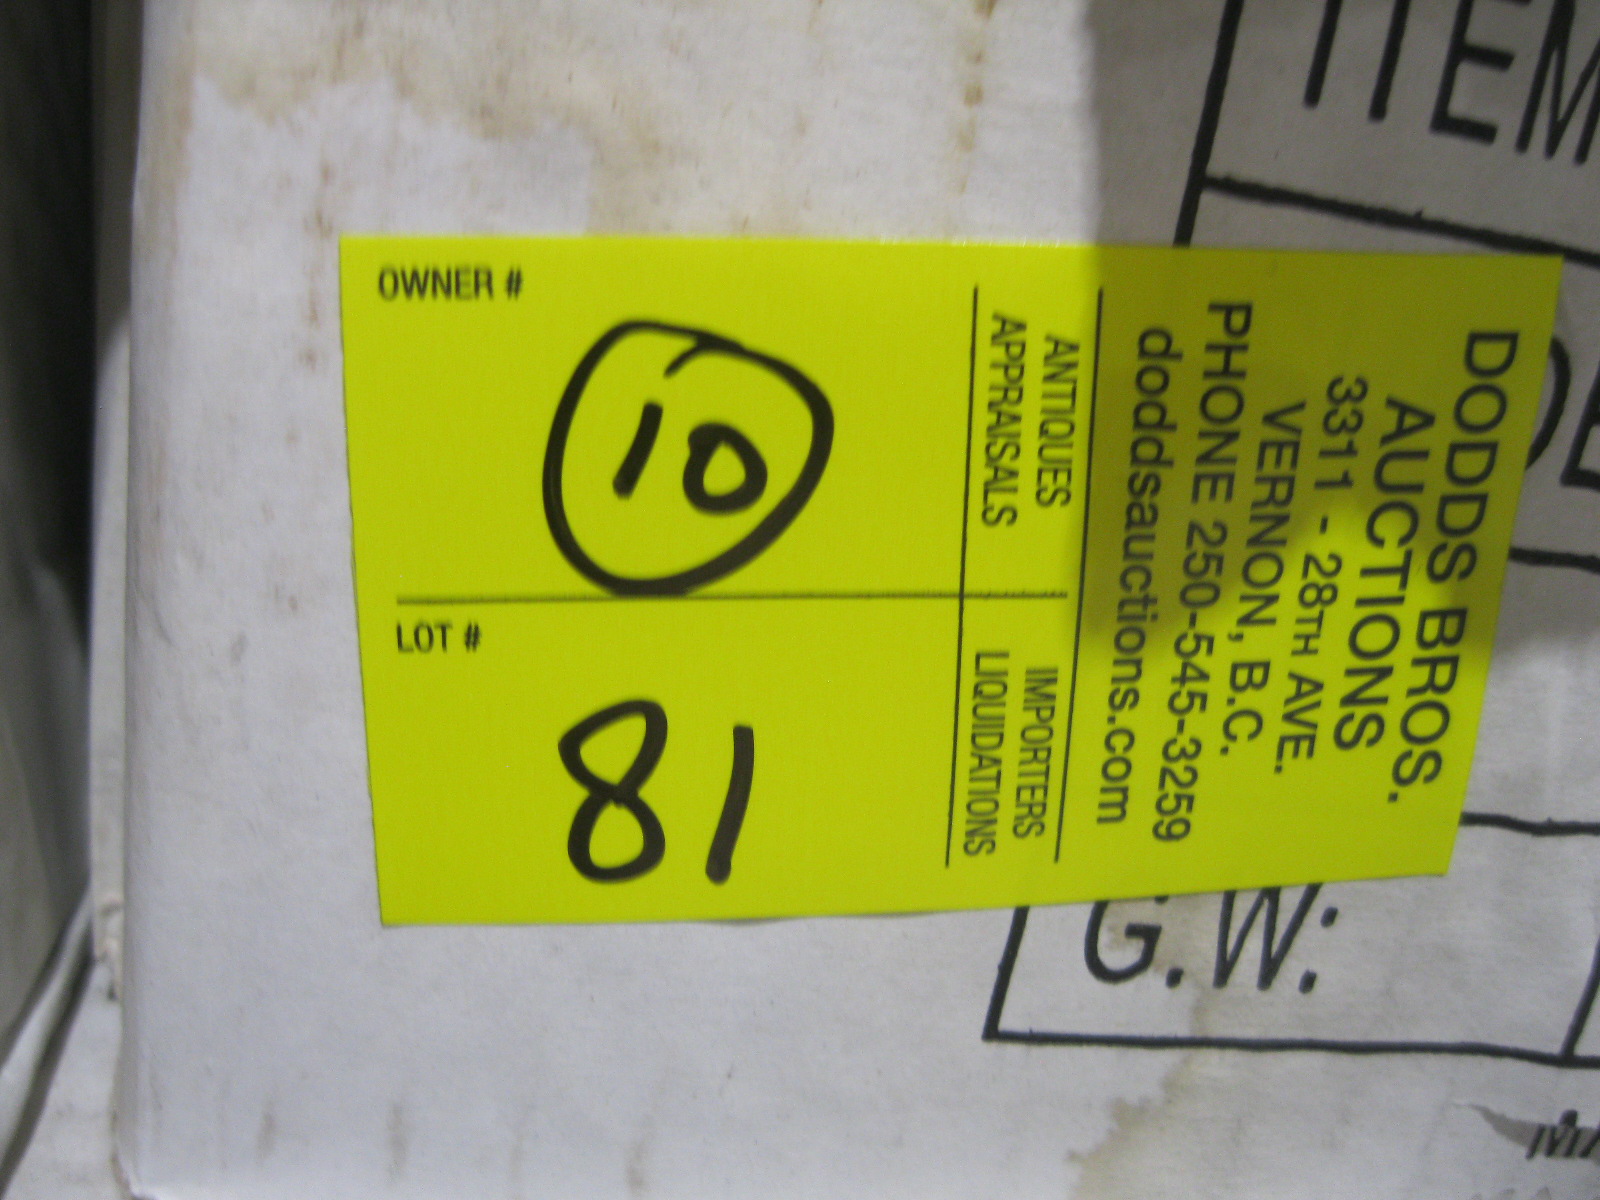 DODDS BROS.
AUCTIONS
3311 - 28TH AVE.
VERNON, B.C.
PHONE 250-545-3259
doddsauctions.com
ANTIQUES
APPRAISALS
IMPORTERS
LIQUIDATIONS
OWNER #
10
LOT #
81
ITEM
G.W: